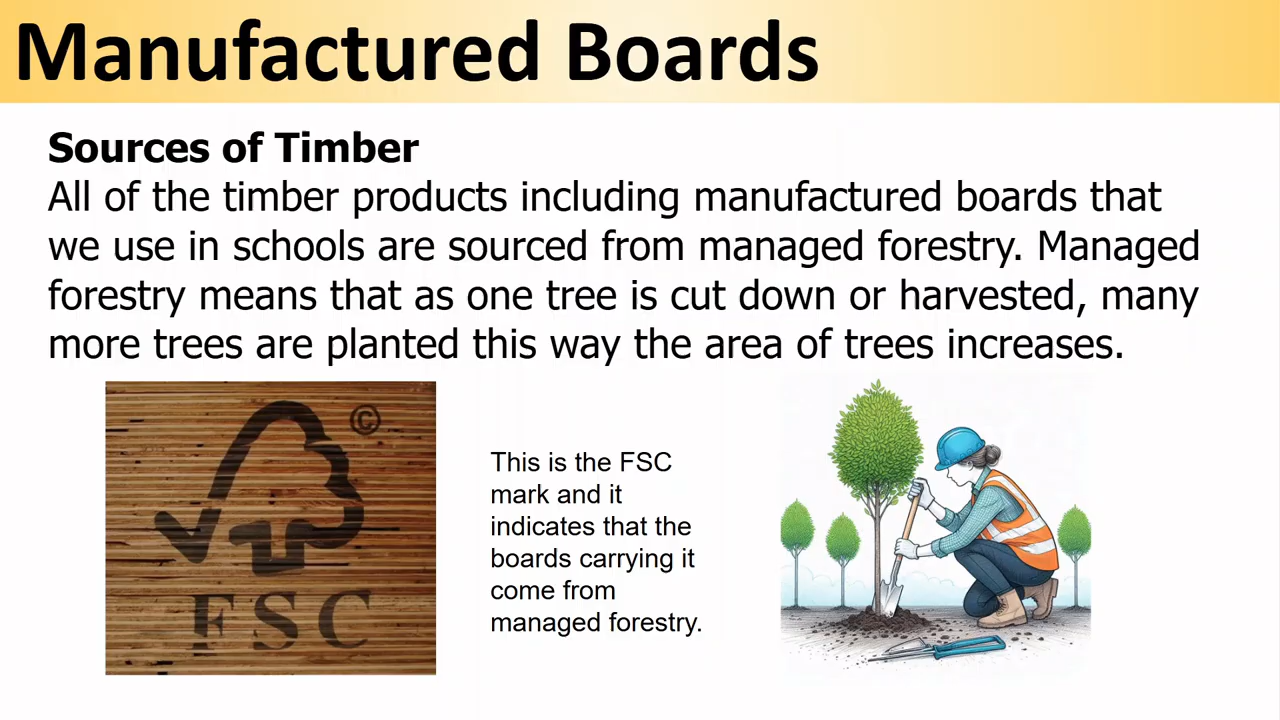 Manufactured Boards
Sources of Timber
All of the timber products including manufactured boards that
we use in schools are sourced from managed forestry. Managed
forestry means that as one tree is cut down or harvested, many
more trees are planted this way the area of trees increases.
©
FSC
This is the FSC
mark and it
indicates that the
boards carrying it
come from
managed forestry.